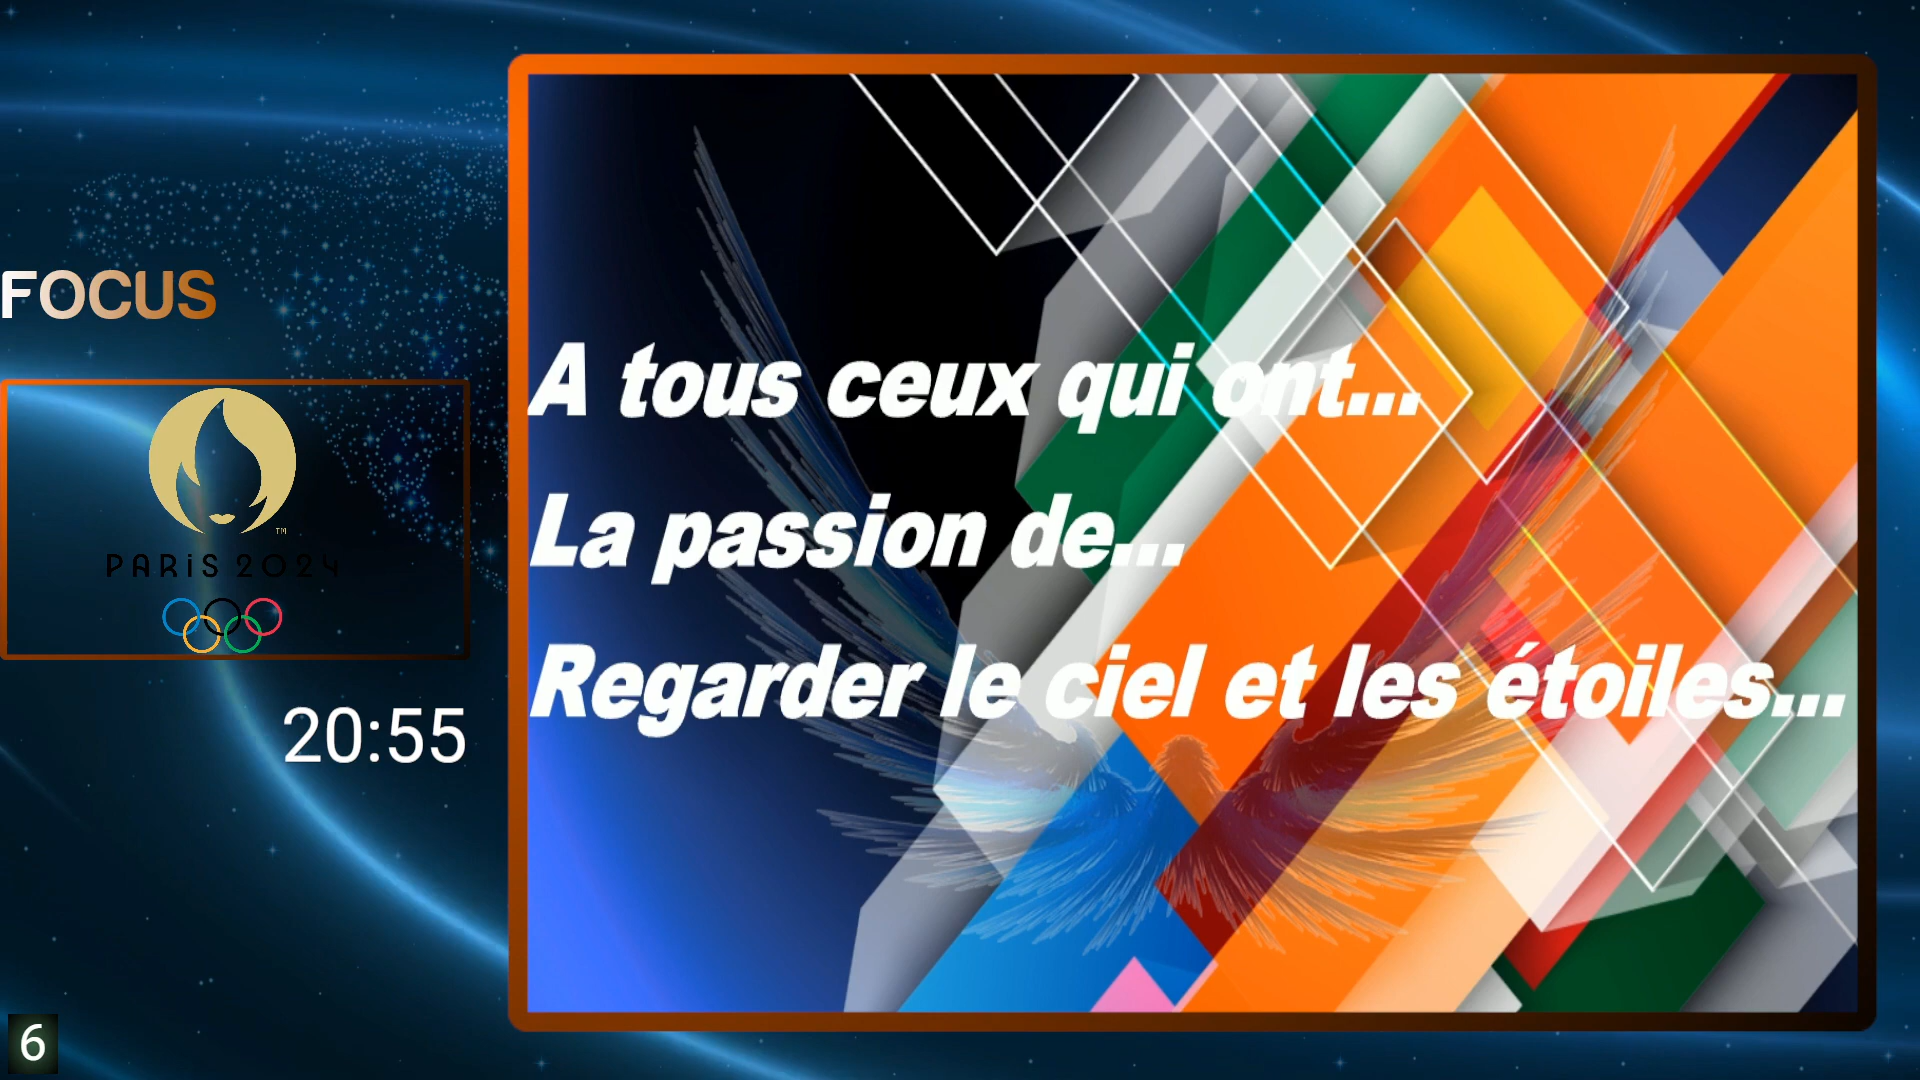 FOCUS
TM
PARiS 2024
20:55
6
A tous ceux qui ont...
La passion de...
Regarder le ciel et les étoiles...